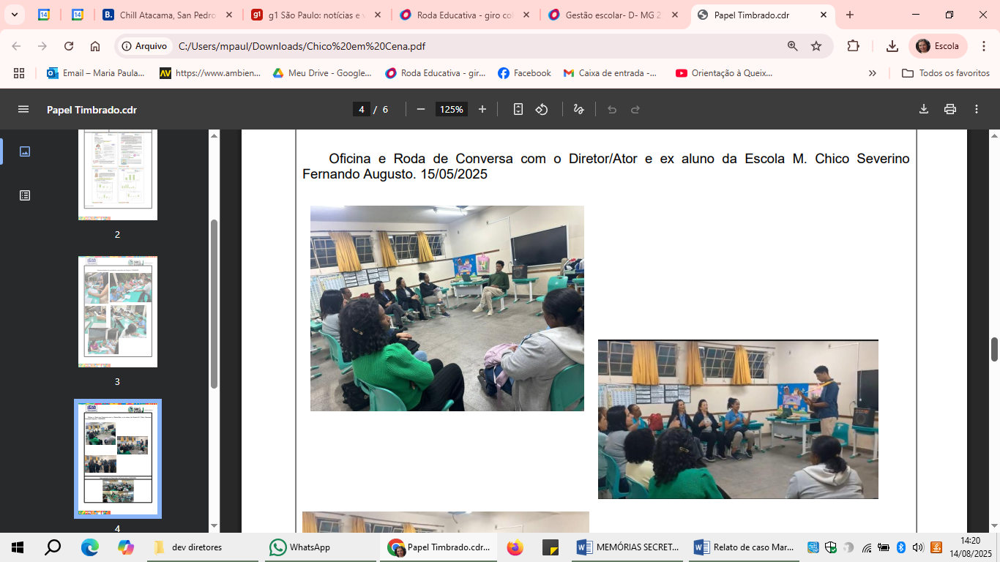 14
14
Chill Atacama, San Pedro
g1 São Paulo: notícias e v
Roda Educativa - giro col
Gestão escolar- D- MG 2
Papel Timbrado.cdr
Arquivo
C:/Users/mpaul/Downloads/Chico%20em%20Cena.pdf
Escola
Email – Maria Paula...
https://www.ambien...
Meu Drive - Google...
Roda Educativa - gir...
Facebook
Caixa de entrada -...
Orientação à Queix...
Todos os favoritos
Papel Timbrado.cdr
4 / 6
125%
Oficina e Roda de Conversa com o Diretor/Ator e ex aluno da Escola M. Chico Severino
Fernando Augusto. 15/05/2025
2
3
4
dev diretores
WhatsApp
Papel Timbrado.cdr...
MEMÓRIAS SECRET...
Relato de caso Mar...
14:20
14/08/2025